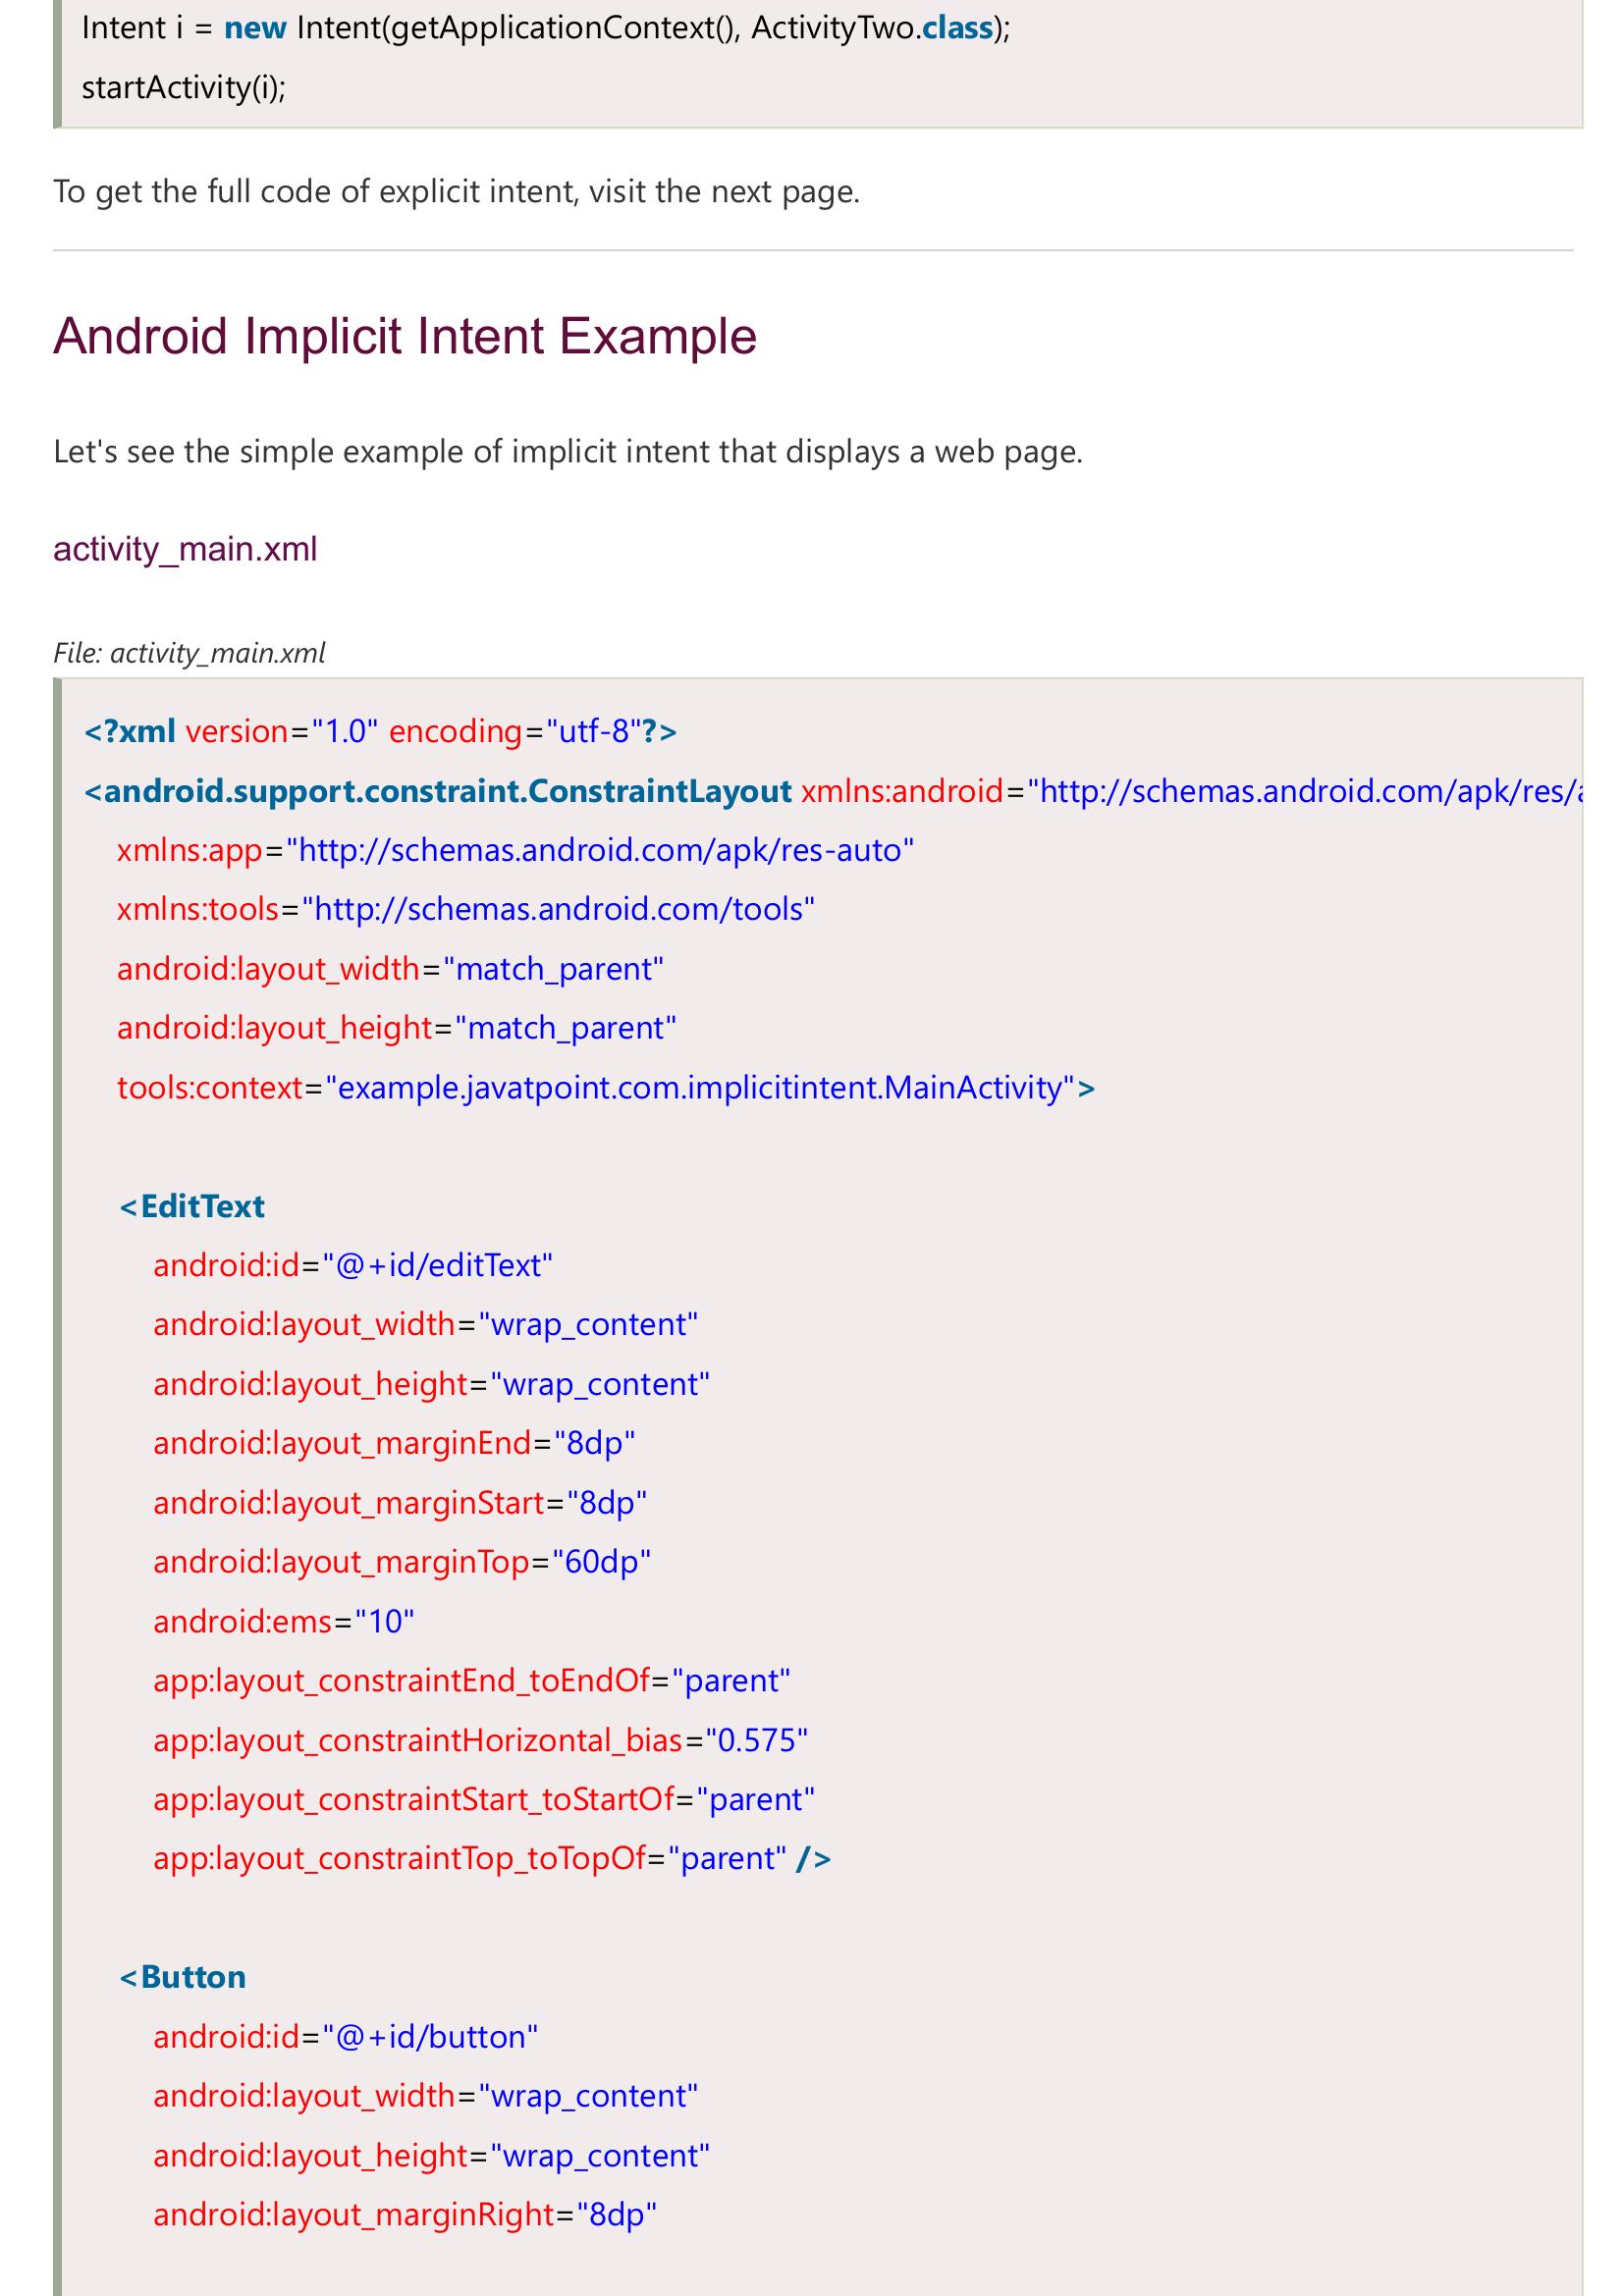 Intent i = new Intent(getApplicationContext(), ActivityTwo.class);
startActivity(i);
To get the full code of explicit intent, visit the next page.
Android Implicit Intent Example
Let's see the simple example of implicit intent that displays a web page.
activity_main.xml
File: activity_main.xml
<?xml version="1.0" encoding="utf-8"?>
<android.support.constraint.ConstraintLayout xmlns:android="http://schemas.android.com/apk/res/a
xmlns:app="http://schemas.android.com/apk/res-auto"
xmlns:tools="http://schemas.android.com/tools"
android:layout_width="match_parent"
android:layout_height="match_parent"
tools:context="example.javatpoint.com.implicitintent.MainActivity">
<EditText
android:id="@+id/editText"
android:layout_width="wrap_content"
android:layout_height="wrap_content"
android:layout_marginEnd="8dp"
android:layout_marginStart="8dp"
android:layout_marginTop="60dp"
android:ems="10"
app:layout_constraintEnd_toEndOf="parent"
app:layout_constraintHorizontal_bias="0.575"
app:layout_constraintStart_toStartOf="parent"
app:layout_constraintTop_toTopOf="parent" />
<Button
android:id="@+id/button"
android:layout_width="wrap_content"
android:layout_height="wrap_content"
android:layout_marginRight="8dp"